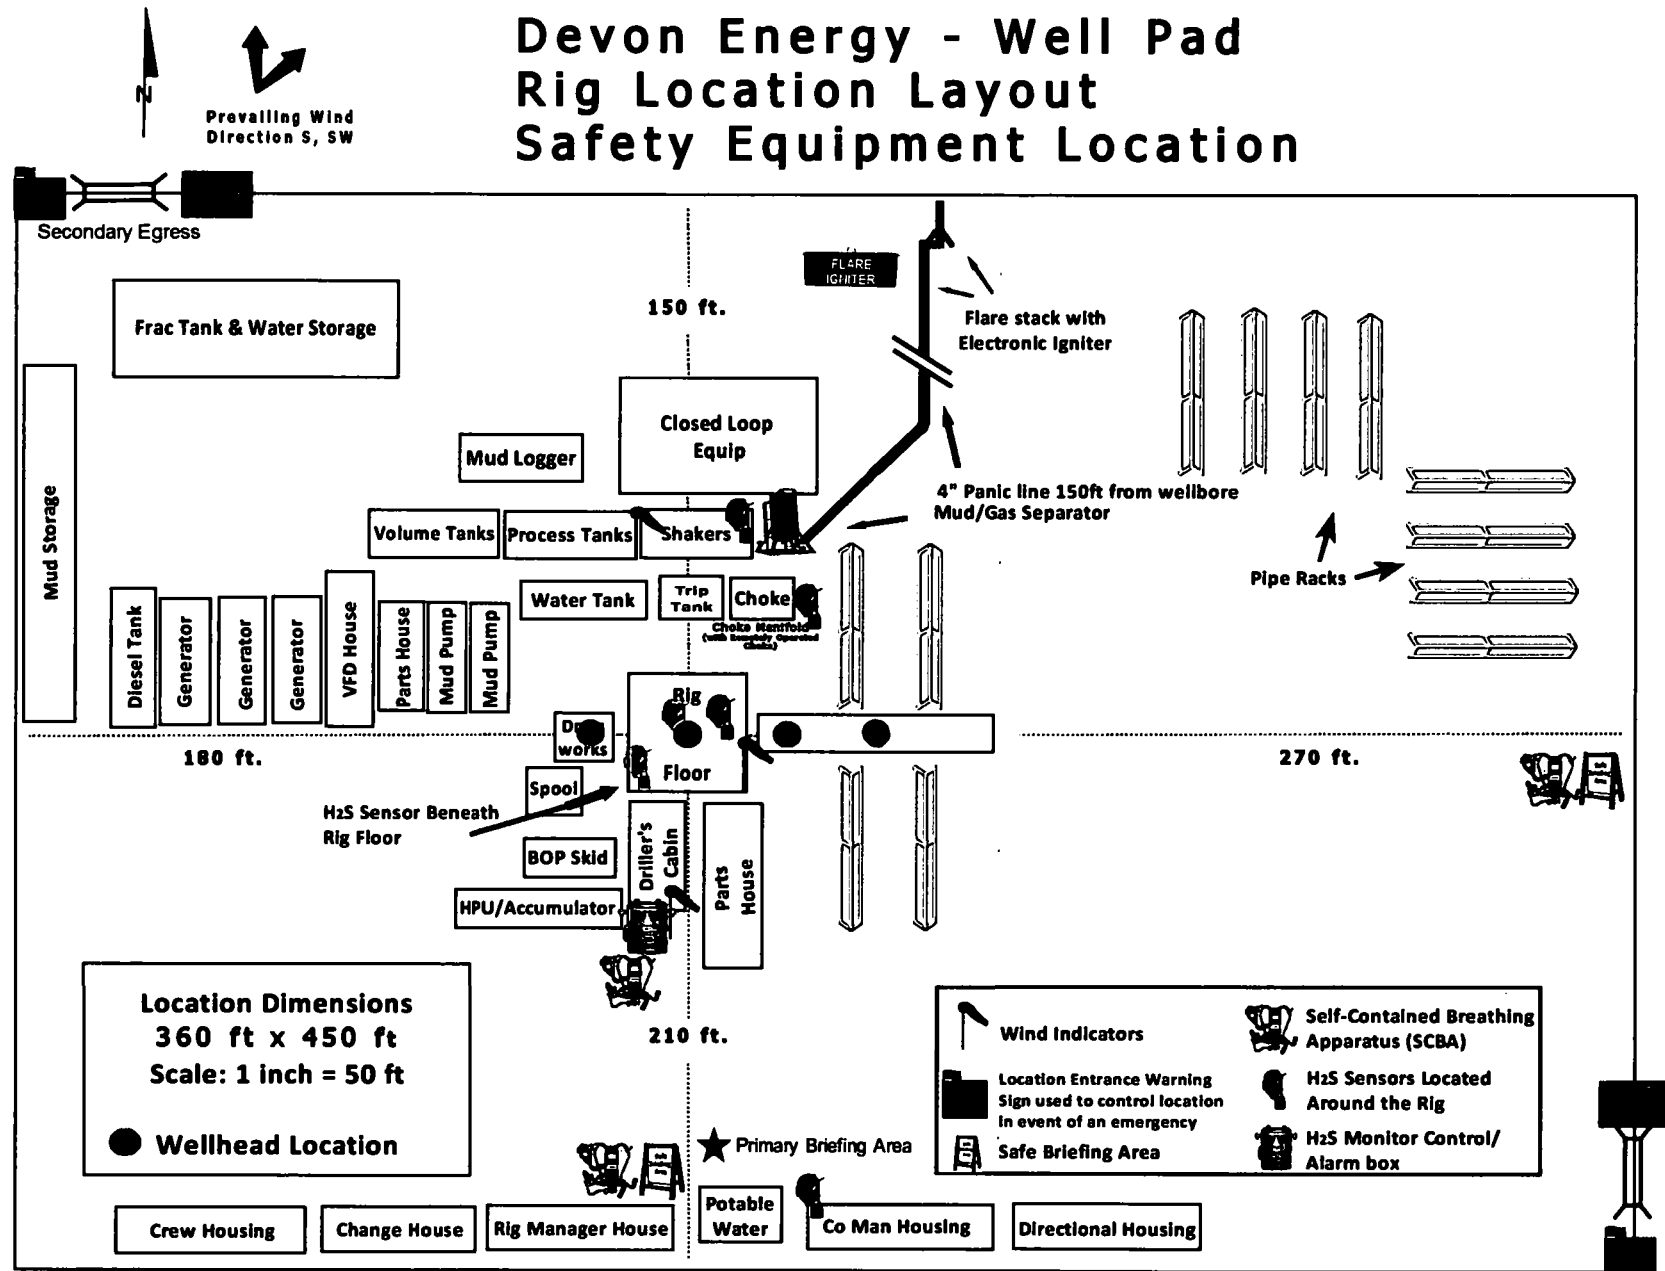 Devon Energy - Well Pad
Rig Location Layout
Safety Equipment Location
N
Prevailing Wind
Direction S, SW
Secondary Egress
FLARE
IGNITER
150 ft.
Flare stack with
Electronic Igniter
Frac Tank & Water Storage
Closed Loop
Equip
Mud Logger
4" Panic line 150ft from wellbore
Mud/Gas Separator
Mud Storage
Volume Tanks
Process Tanks
Shakers
Pipe Racks
Water Tank
Trip
Tank
Choke
Choke Manifold
(with Remotely Operated
Choke)
Diesel Tank
Generator
Generator
Generator
VFD House
Parts House
Mud Pump
Mud Pump
Rig
Floor
works
180 ft.
270 ft.
Spool
H2S Sensor Beneath
Rig Floor
Driller's
Cabin
Parts
House
BOP Skid
HPU/Accumulator
Location Dimensions
360 ft x 450 ft
Scale: 1 inch = 50 ft
Wellhead Location
210 ft.
Wind Indicators
Location Entrance Warning
Sign used to control location
in event of an emergency
Safe Briefing Area
Self-Contained Breathing
Apparatus (SCBA)
H2S Sensors Located
Around the Rig
H2S Monitor Control/
Alarm box
Primary Briefing Area
Crew Housing
Change House
Rig Manager House
Potable
Water
Co Man Housing
Directional Housing